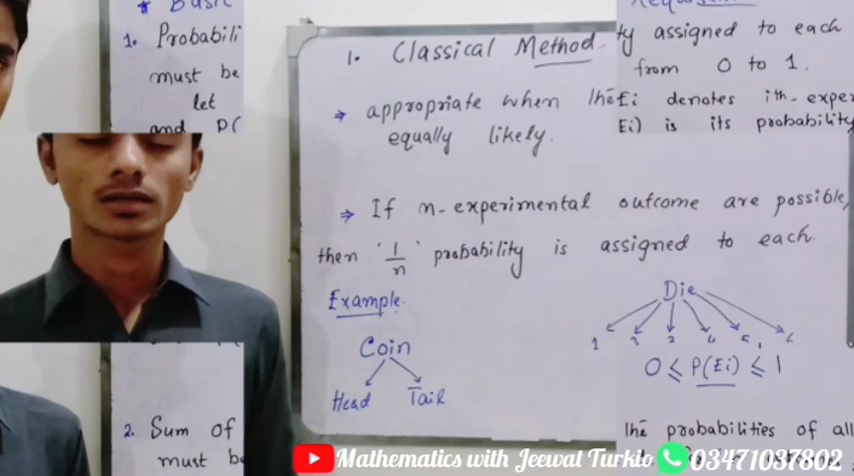 * Basic
1. Probabili
must be
let
and P(
1. Classical Method.
ty assigned to each
from 0 to 1.
⇒ appropriate when the
Ei denotes ith- exper
equally likely.
Ei) is its probability
⇒ If n-experimental outcome are possible,
then '1/n' probability is assigned to each.
Example.
Coin
Head Tail
Die
1 2 3 4 5, 6
0 ≤ P(Ei) ≤ 1
2. Sum of
must be
The probabilities of all
Mathematics with Jeewat Turklo 03471037802